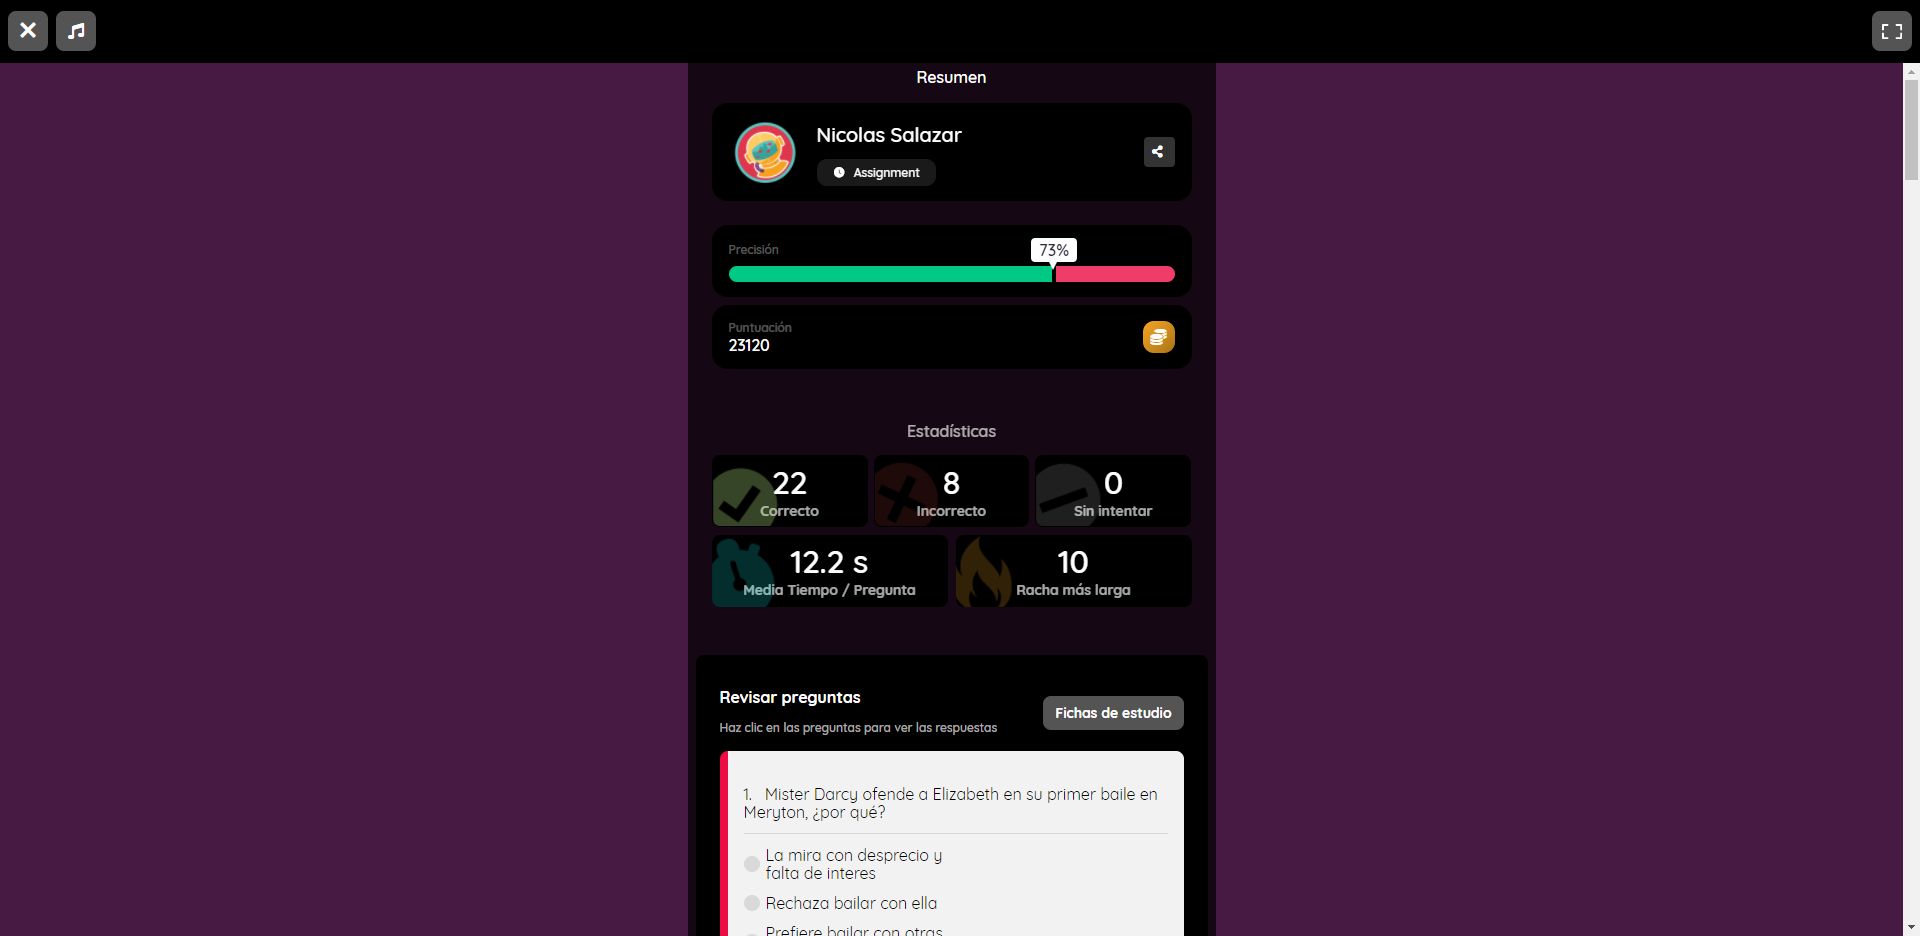 Resumen
Nicolas Salazar
Assignment
Precisión
73%
Puntuación
23120
Estadísticas
22
Correcto
8
Incorrecto
0
Sin intentar
12.2 s
Media Tiempo / Pregunta
10
Racha más larga
Revisar preguntas
Haz clic en las preguntas para ver las respuestas
Fichas de estudio
1. Mister Darcy ofende a Elizabeth en su primer baile en
Meryton, ¿por qué?
La mira con desprecio y
falta de interes
Rechaza bailar con ella
Prefiere bailar con otras